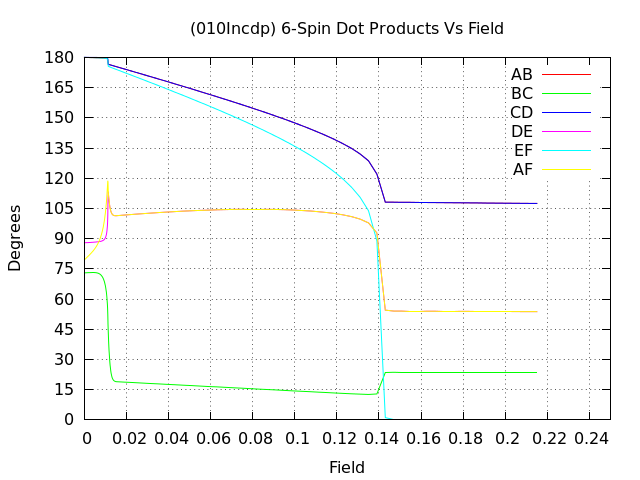 (010Incdp) 6-Spin Dot Products Vs Field
180
165
150
135
120
105
90
75
60
45
30
15
0
Degrees
AB
BC
CD
DE
EF
AF
0 0.02 0.04 0.06 0.08 0.1 0.12 0.14 0.16 0.18 0.2 0.22 0.24
Field